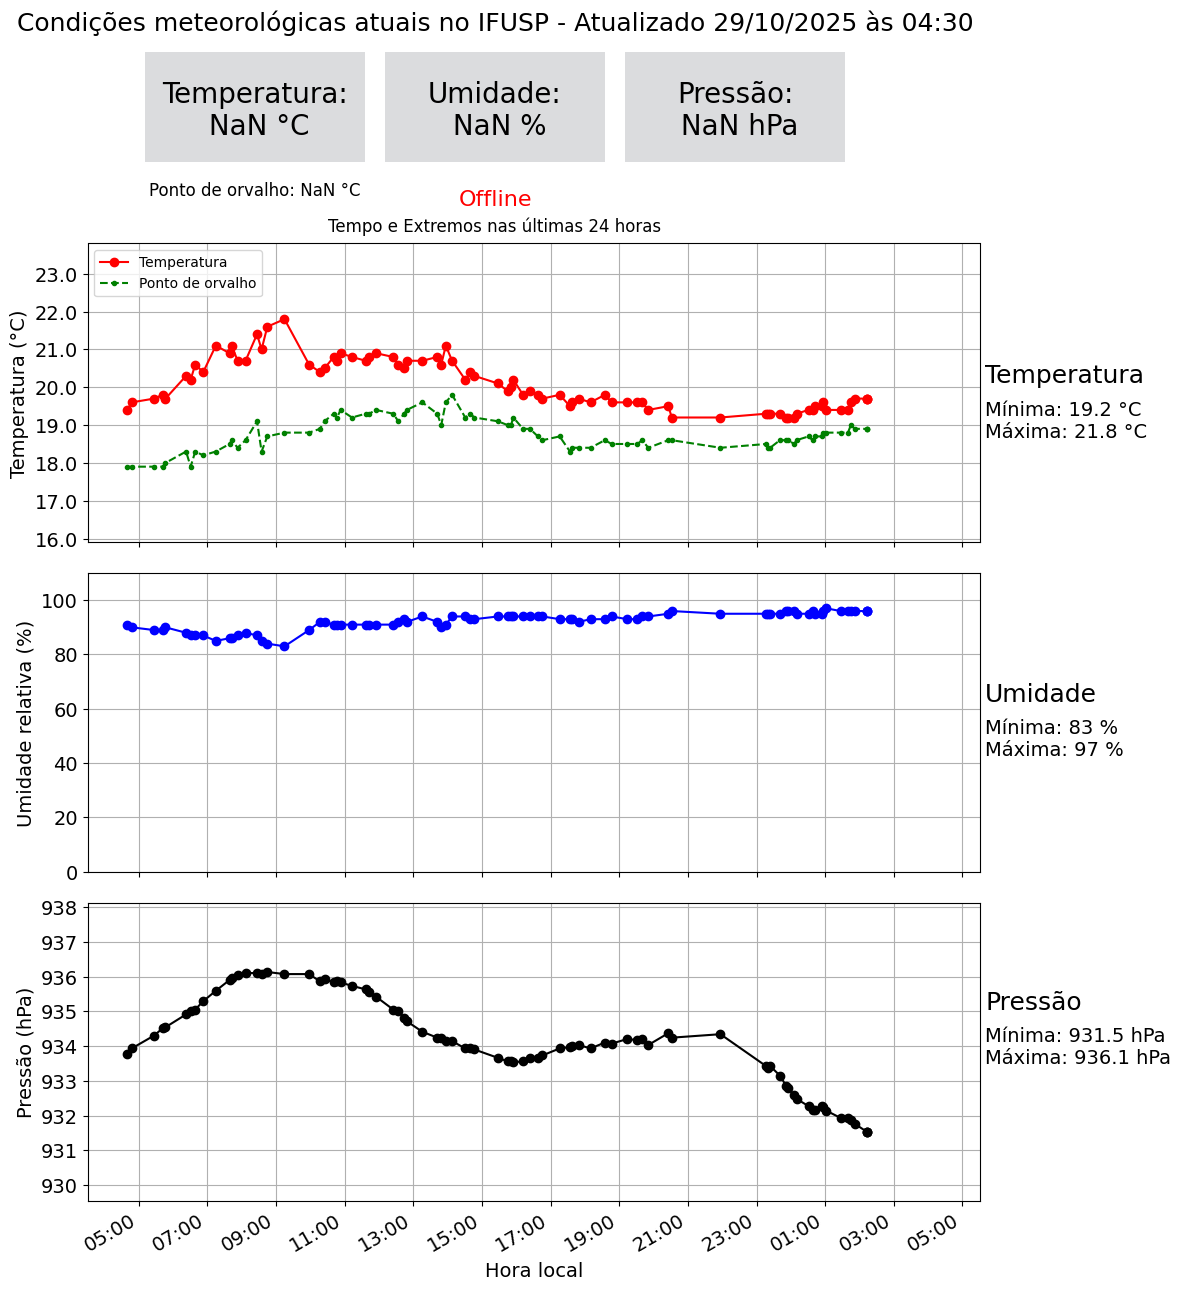 Condições meteorológicas atuais no IFUSP - Atualizado 29/10/2025 às 04:30
Temperatura:
NaN °C
Umidade:
NaN %
Pressão:
NaN hPa
Ponto de orvalho: NaN °C
Offline
Tempo e Extremos nas últimas 24 horas
Temperatura
Ponto de orvalho
Temperatura (°C)
23.0
22.0
21.0
20.0
19.0
18.0
17.0
16.0
Temperatura
Mínima: 19.2 °C
Máxima: 21.8 °C
Umidade relativa (%)
100
80
60
40
20
0
Umidade
Mínima: 83 %
Máxima: 97 %
Pressão (hPa)
938
937
936
935
934
933
932
931
930
Pressão
Mínima: 931.5 hPa
Máxima: 936.1 hPa
05:00
07:00
09:00
11:00
13:00
15:00
17:00
19:00
21:00
23:00
01:00
03:00
05:00
Hora local